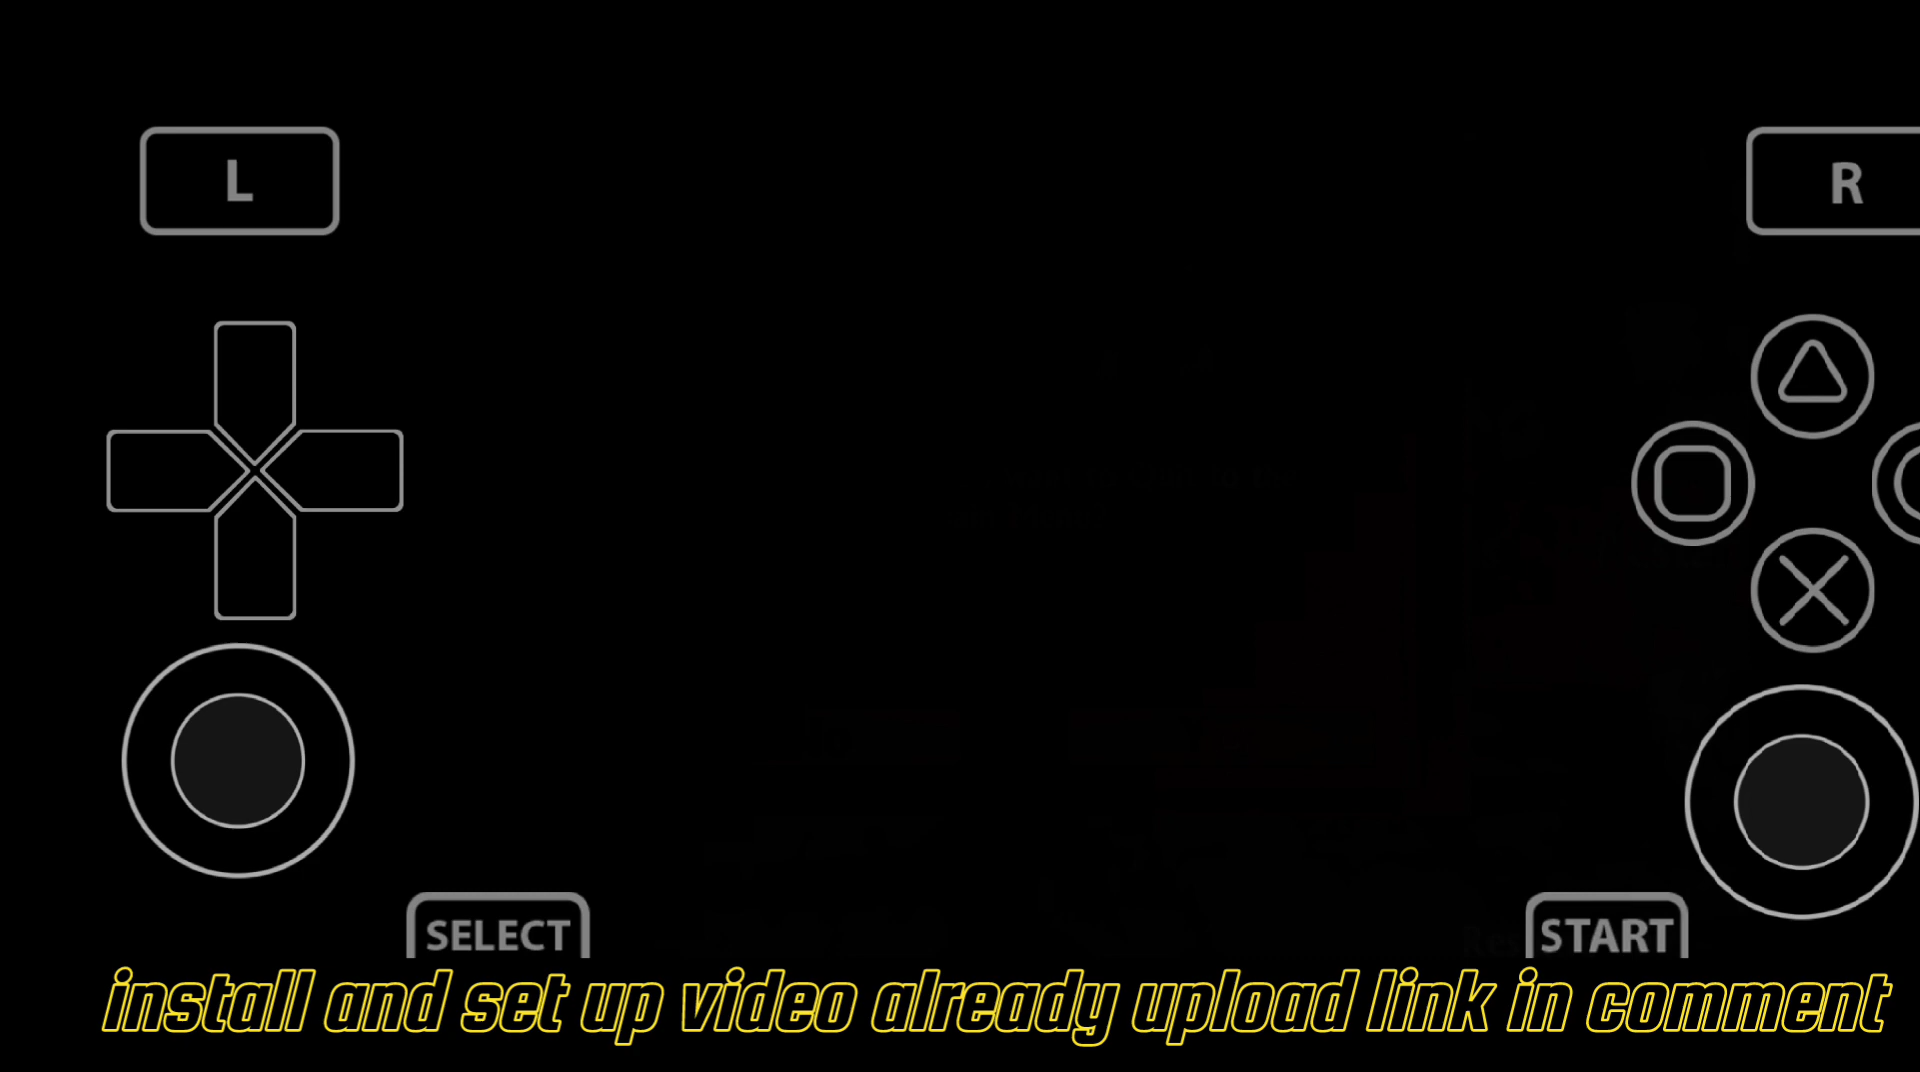 L
R
SELECT
START
install and set up video already upload link in comment